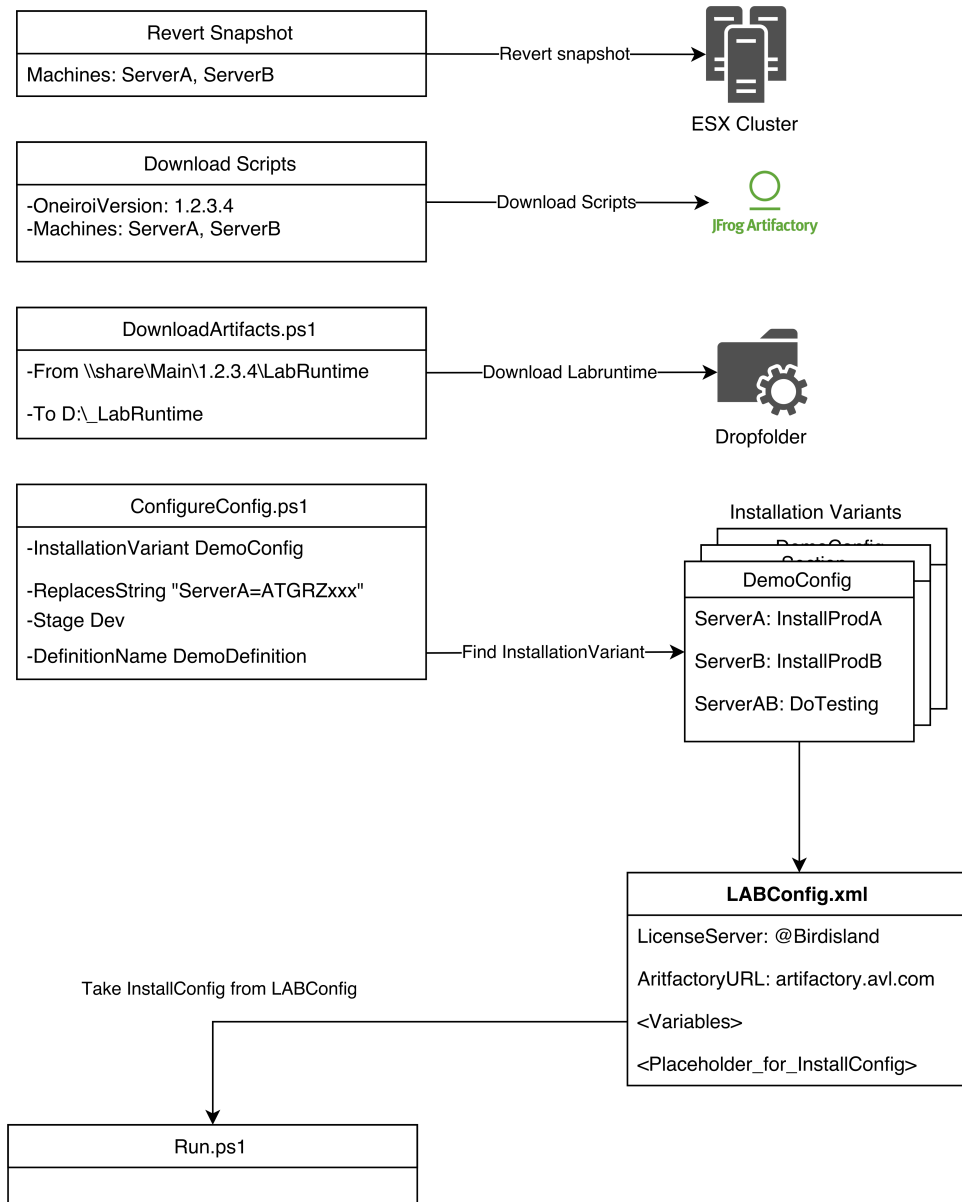 Revert Snapshot
Machines: ServerA, ServerB
Revert snapshot
ESX Cluster
Download Scripts
-OneiroiVersion: 1.2.3.4
-Machines: ServerA, ServerB
Download Scripts
JFrog Artifactory
DownloadArtifacts.ps1
-From \\share\Main\1.2.3.4\LabRuntime
-To D:\_LabRuntime
Download Labruntime
Dropfolder
ConfigureConfig.ps1
-InstallationVariant DemoConfig
-ReplacesString "ServerA=ATGRZxxx"
-Stage Dev
-DefinitionName DemoDefinition
Find InstallationVariant
Installation Variants
DemoConfig
Section
DemoConfig
ServerA: InstallProdA
ServerB: InstallProdB
ServerAB: DoTesting
LABConfig.xml
LicenseServer: @Birdisland
AritfactoryURL: artifactory.avl.com
<Variables>
<Placeholder_for_InstallConfig>
Take InstallConfig from LABConfig
Run.ps1